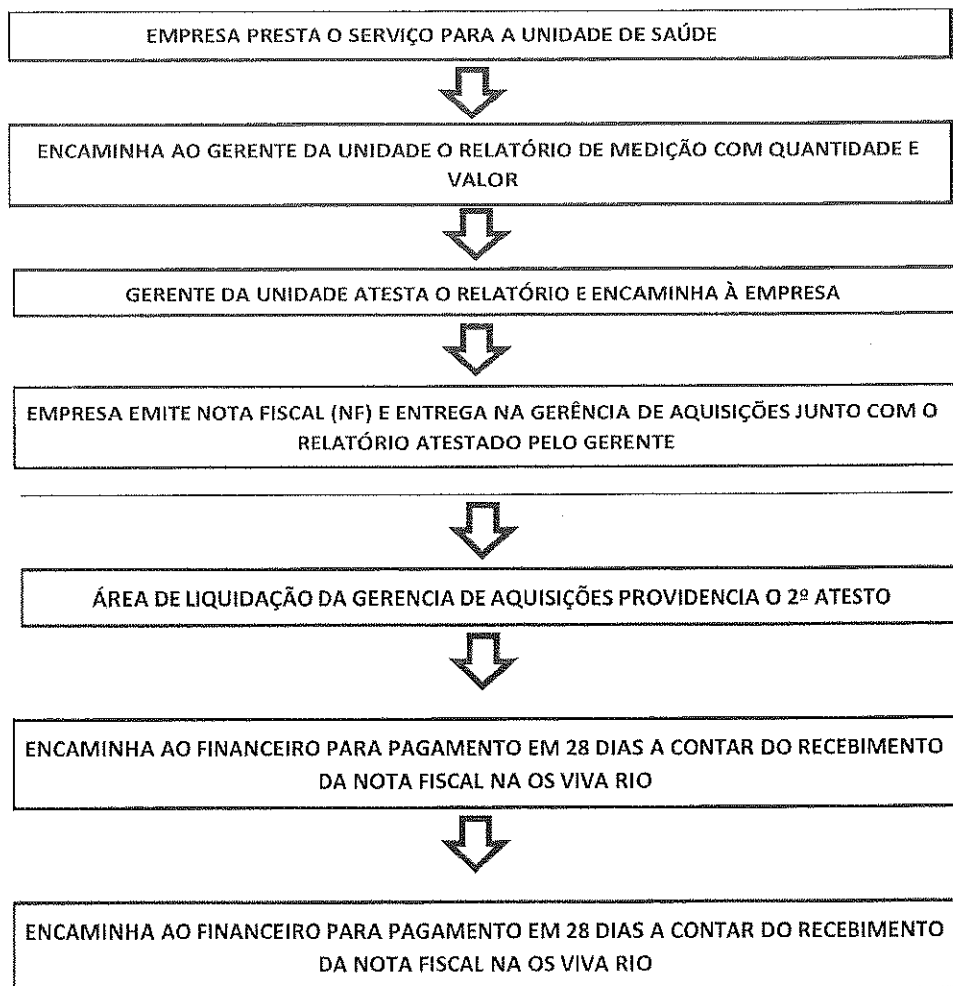 EMPRESA PRESTA O SERVIÇO PARA A UNIDADE DE SAÚDE
ENCAMINHA AO GERENTE DA UNIDADE O RELATÓRIO DE MEDIÇÃO COM QUANTIDADE E
VALOR
GERENTE DA UNIDADE ATESTA O RELATÓRIO E ENCAMINHA À EMPRESA
EMPRESA EMITE NOTA FISCAL (NF) E ENTREGA NA GERÊNCIA DE AQUISIÇÕES JUNTO COM O
RELATÓRIO ATESTADO PELO GERENTE
ÁREA DE LIQUIDAÇÃO DA GERENCIA DE AQUISIÇÕES PROVIDENCIA O 2º ATESTO
ENCAMINHA AO FINANCEIRO PARA PAGAMENTO EM 28 DIAS A CONTAR DO RECEBIMENTO
DA NOTA FISCAL NA OS VIVA RIO
ENCAMINHA AO FINANCEIRO PARA PAGAMENTO EM 28 DIAS A CONTAR DO RECEBIMENTO
DA NOTA FISCAL NA OS VIVA RIO